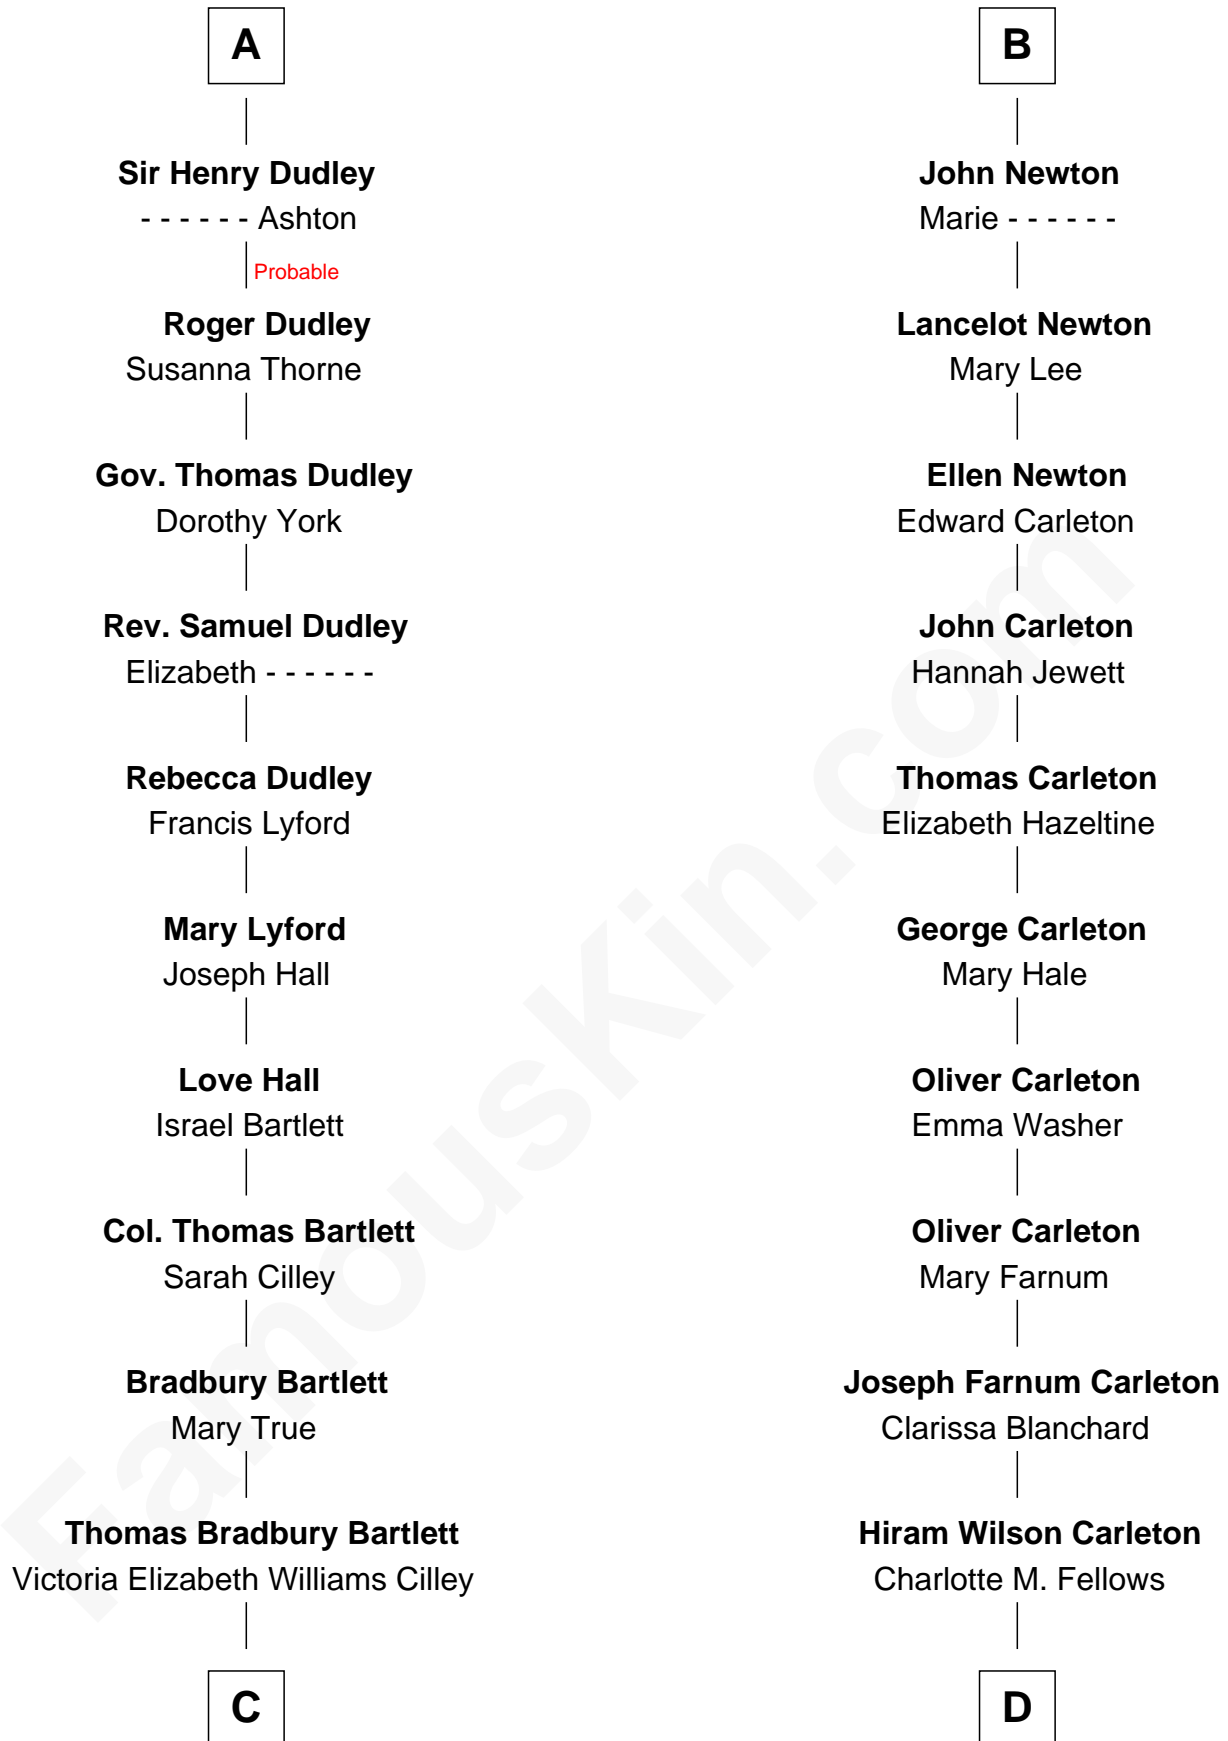 A
Sir Henry Dudley
- - - - - - Ashton
Probable
Roger Dudley
Susanna Thorne
Gov. Thomas Dudley
Dorothy York
Rev. Samuel Dudley
Elizabeth - - - - - -
Rebecca Dudley
Francis Lyford
Mary Lyford
Joseph Hall
Love Hall
Israel Bartlett
Col. Thomas Bartlett
Sarah Cilley
Bradbury Bartlett
Mary True
Thomas Bradbury Bartlett
Victoria Elizabeth Williams Cilley
C
B
John Newton
Marie - - - - - -
Lancelot Newton
Mary Lee
Ellen Newton
Edward Carleton
John Carleton
Hannah Jewett
Thomas Carleton
Elizabeth Hazeltine
George Carleton
Mary Hale
Oliver Carleton
Emma Washer
Oliver Carleton
Mary Farnum
Joseph Farnum Carleton
Clarissa Blanchard
Hiram Wilson Carleton
Charlotte M. Fellows
D
FamousKin.com